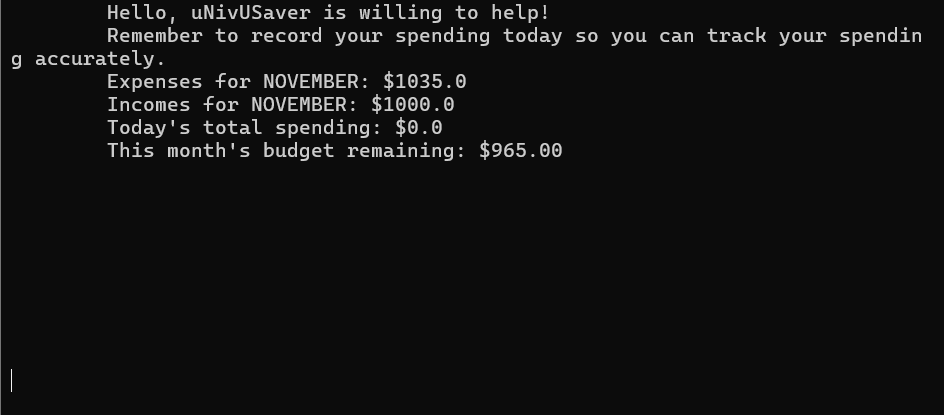 Hello, uNivUSaver is willing to help!
Remember to record your spending today so you can track your spendin
g accurately.
Expenses for NOVEMBER: $1035.0
Incomes for NOVEMBER: $1000.0
Today's total spending: $0.0
This month's budget remaining: $965.00